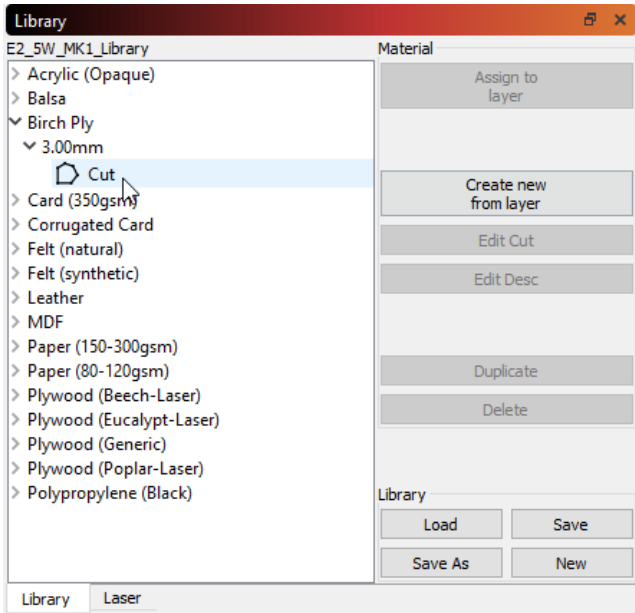 Library
E2_5W_MK1_Library
Acrylic (Opaque)
Balsa
Birch Ply
3.00mm
Cut
Card (350gsm)
Corrugated Card
Felt (natural)
Felt (synthetic)
Leather
MDF
Paper (150-300gsm)
Paper (80-120gsm)
Plywood (Beech-Laser)
Plywood (Eucalypt-Laser)
Plywood (Generic)
Plywood (Poplar-Laser)
Polypropylene (Black)
Material
Assign to
layer
Create new
from layer
Edit Cut
Edit Desc
Duplicate
Delete
Library
Load
Save
Save As
New
Library
Laser